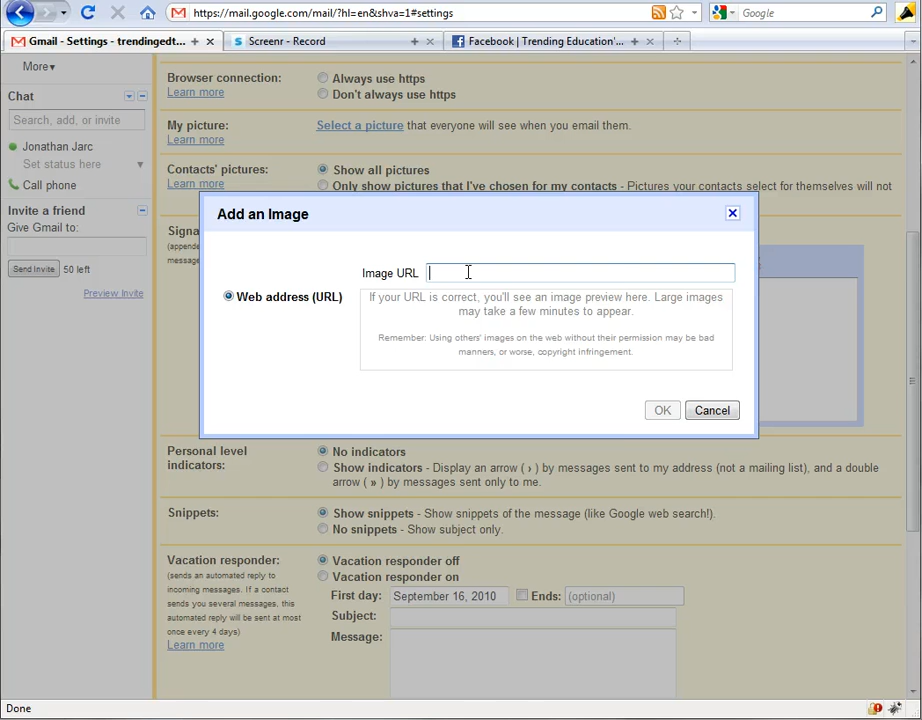 https://mail.google.com/mail/?hl=en&shva=1#settings
Google
Gmail - Settings - trendingedt...
Screenr - Record
Facebook | Trending Education'...
More
Chat
Search, add, or invite
Jonathan Jarc
Set status here
Call phone
Invite a friend
Give Gmail to:
Send Invite 50 left
Preview Invite
Browser connection:
Learn more
Always use https
Don't always use https
My picture:
Learn more
Select a picture that everyone will see when you email them.
Contacts' pictures:
Learn more
Show all pictures
Only show pictures that I've chosen for my contacts - Pictures your contacts select for themselves will not
Add an Image
Image URL
Web address (URL)
If your URL is correct, you'll see an image preview here. Large images
may take a few minutes to appear.
Remember: Using others' images on the web without their permission may be bad
manners, or worse, copyright infringement.
OK Cancel
Personal level
indicators:
No indicators
Show indicators - Display an arrow ( › ) by messages sent to my address (not a mailing list), and a double
arrow ( » ) by messages sent only to me.
Snippets:
Show snippets - Show snippets of the message (like Google web search!).
No snippets - Show subject only.
Vacation responder:
(sends an automated reply to
incoming messages. If a contact
sends you several messages, this
automated reply will be sent at most
once every 4 days)
Learn more
Vacation responder off
Vacation responder on
First day: September 16, 2010 Ends: (optional)
Subject:
Message:
Done